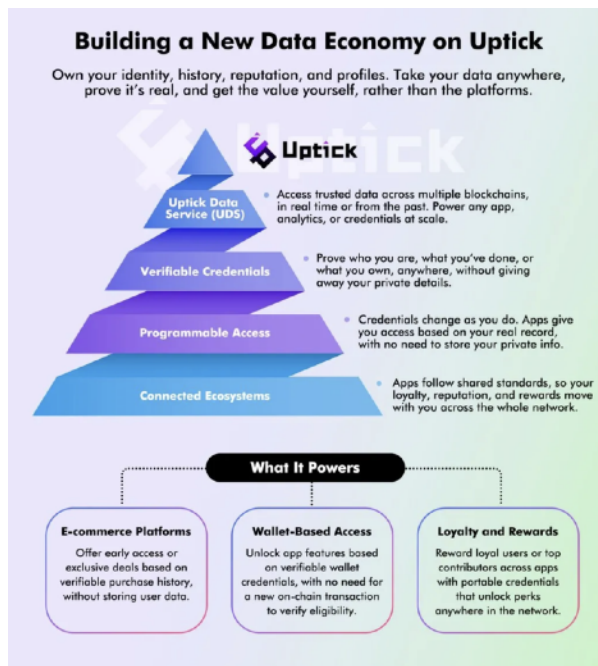 Building a New Data Economy on Uptick
Own your identity, history, reputation, and profiles. Take your data anywhere,
prove it's real, and get the value yourself, rather than the platforms.
Uptick
Uptick
Uptick Data
Service (UDS)
• Access trusted data across multiple blockchains,
in real time or from the past. Power any app,
analytics, or credentials at scale.
Verifiable Credentials
• Prove who you are, what you've done, or
what you own, anywhere, without giving
away your private details.
Programmable Access
• Credentials change as you do. Apps give
you access based on your real record,
with no need to store your private info.
Connected Ecosystems
• Apps follow shared standards, so your
loyalty, reputation, and rewards move
with you across the whole network.
What It Powers
E-commerce Platforms
Offer early access or
exclusive deals based on
verifiable purchase history,
without storing user data.
Wallet-Based Access
Unlock app features based
on verifiable wallet
credentials, with no need for
a new on-chain transaction
to verify eligibility.
Loyalty and Rewards
Reward loyal users or top
contributors across apps
with portable credentials
that unlock perks
anywhere in the network.